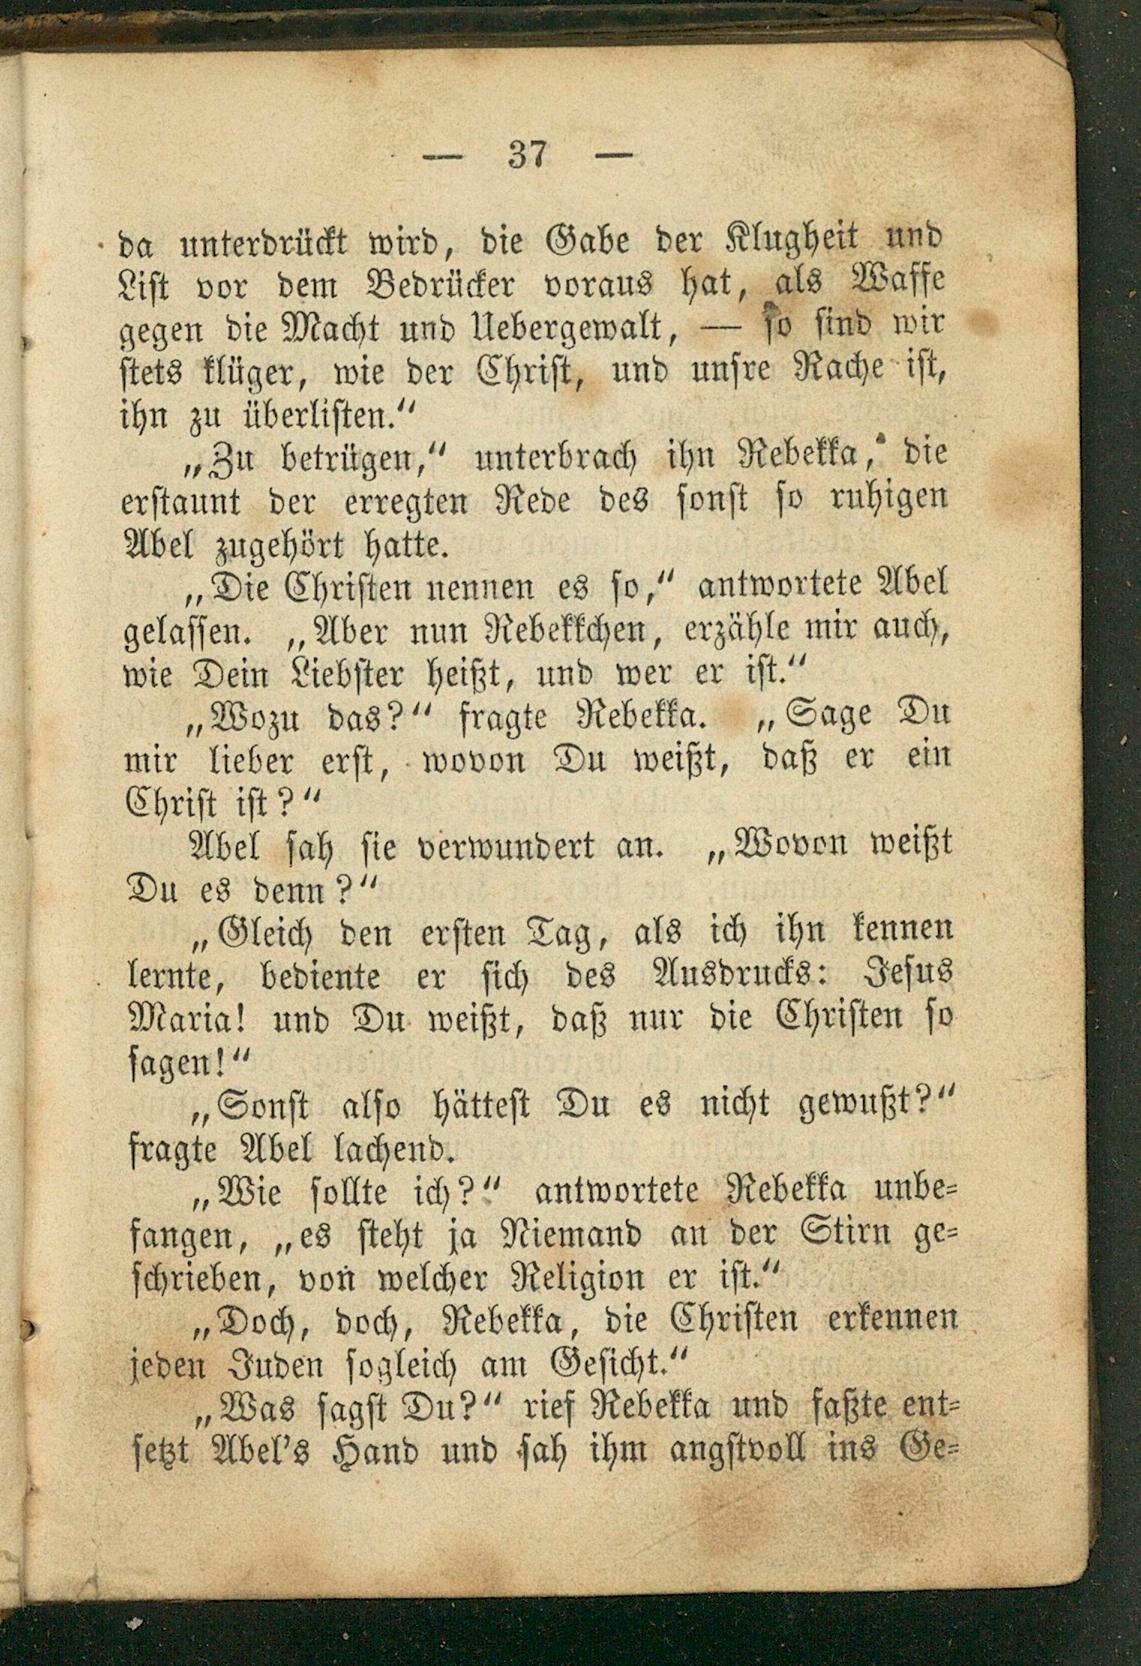 — 37 —
da unterdrückt wird, die Gabe der Klugheit und
List vor dem Bedrücker voraus hat, als Waffe
gegen die Macht und Uebergewalt, — so sind wir
stets klüger, wie der Christ, und unsre Rache ist,
ihn zu überlisten.“
„Zu betrügen,“ unterbrach ihn Rebekka, die
erstaunt der erregten Rede des sonst so ruhigen
Abel zugehört hatte.
„Die Christen nennen es so,“ antwortete Abel
gelassen. „Aber nun Rebekkchen, erzähle mir auch,
wie Dein Liebster heißt, und wer er ist.“
„Wozu das?“ fragte Rebekka. „Sage Du
mir lieber erst, wovon Du weißt, daß er ein
Christ ist?“
Abel sah sie verwundert an. „Wovon weißt
Du es denn?“
„Gleich den ersten Tag, als ich ihn kennen
lernte, bediente er sich des Ausdrucks: Jesus
Maria! und Du weißt, daß nur die Christen so
sagen!“
„Sonst also hättest Du es nicht gewußt?“
fragte Abel lachend.
„Wie sollte ich?“ antwortete Rebekka unbe-
fangen, „es steht ja Niemand an der Stirn ge-
schrieben, von welcher Religion er ist.“
„Doch, doch, Rebekka, die Christen erkennen
jeden Juden sogleich am Gesicht.“
„Was sagst Du?“ rief Rebekka und faßte ent-
setzt Abel's Hand und sah ihm angstvoll ins Ge-